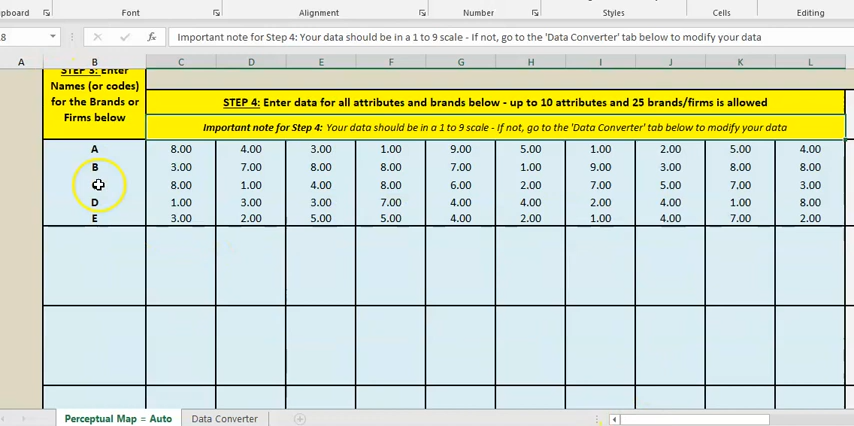 pboard
Font
Alignment
Number
Styles
Cells
Editing
8
fx
Important note for Step 4: Your data should be in a 1 to 9 scale - If not, go to the 'Data Converter' tab below to modify your data
A B C D E F G H I J K L
STEP 3: Enter
Names (or codes)
for the Brands or
Firms below
STEP 4: Enter data for all attributes and brands below - up to 10 attributes and 25 brands/firms is allowed
Important note for Step 4: Your data should be in a 1 to 9 scale - If not, go to the 'Data Converter' tab below to modify your data
A 8.00 4.00 3.00 1.00 9.00 5.00 1.00 2.00 5.00 4.00
B 3.00 7.00 8.00 8.00 7.00 1.00 9.00 3.00 8.00 8.00
8.00 1.00 4.00 8.00 6.00 2.00 7.00 5.00 7.00 3.00
D 1.00 3.00 3.00 7.00 4.00 4.00 2.00 4.00 1.00 8.00
E 3.00 2.00 5.00 5.00 4.00 2.00 1.00 4.00 7.00 2.00
Perceptual Map = Auto
Data Converter